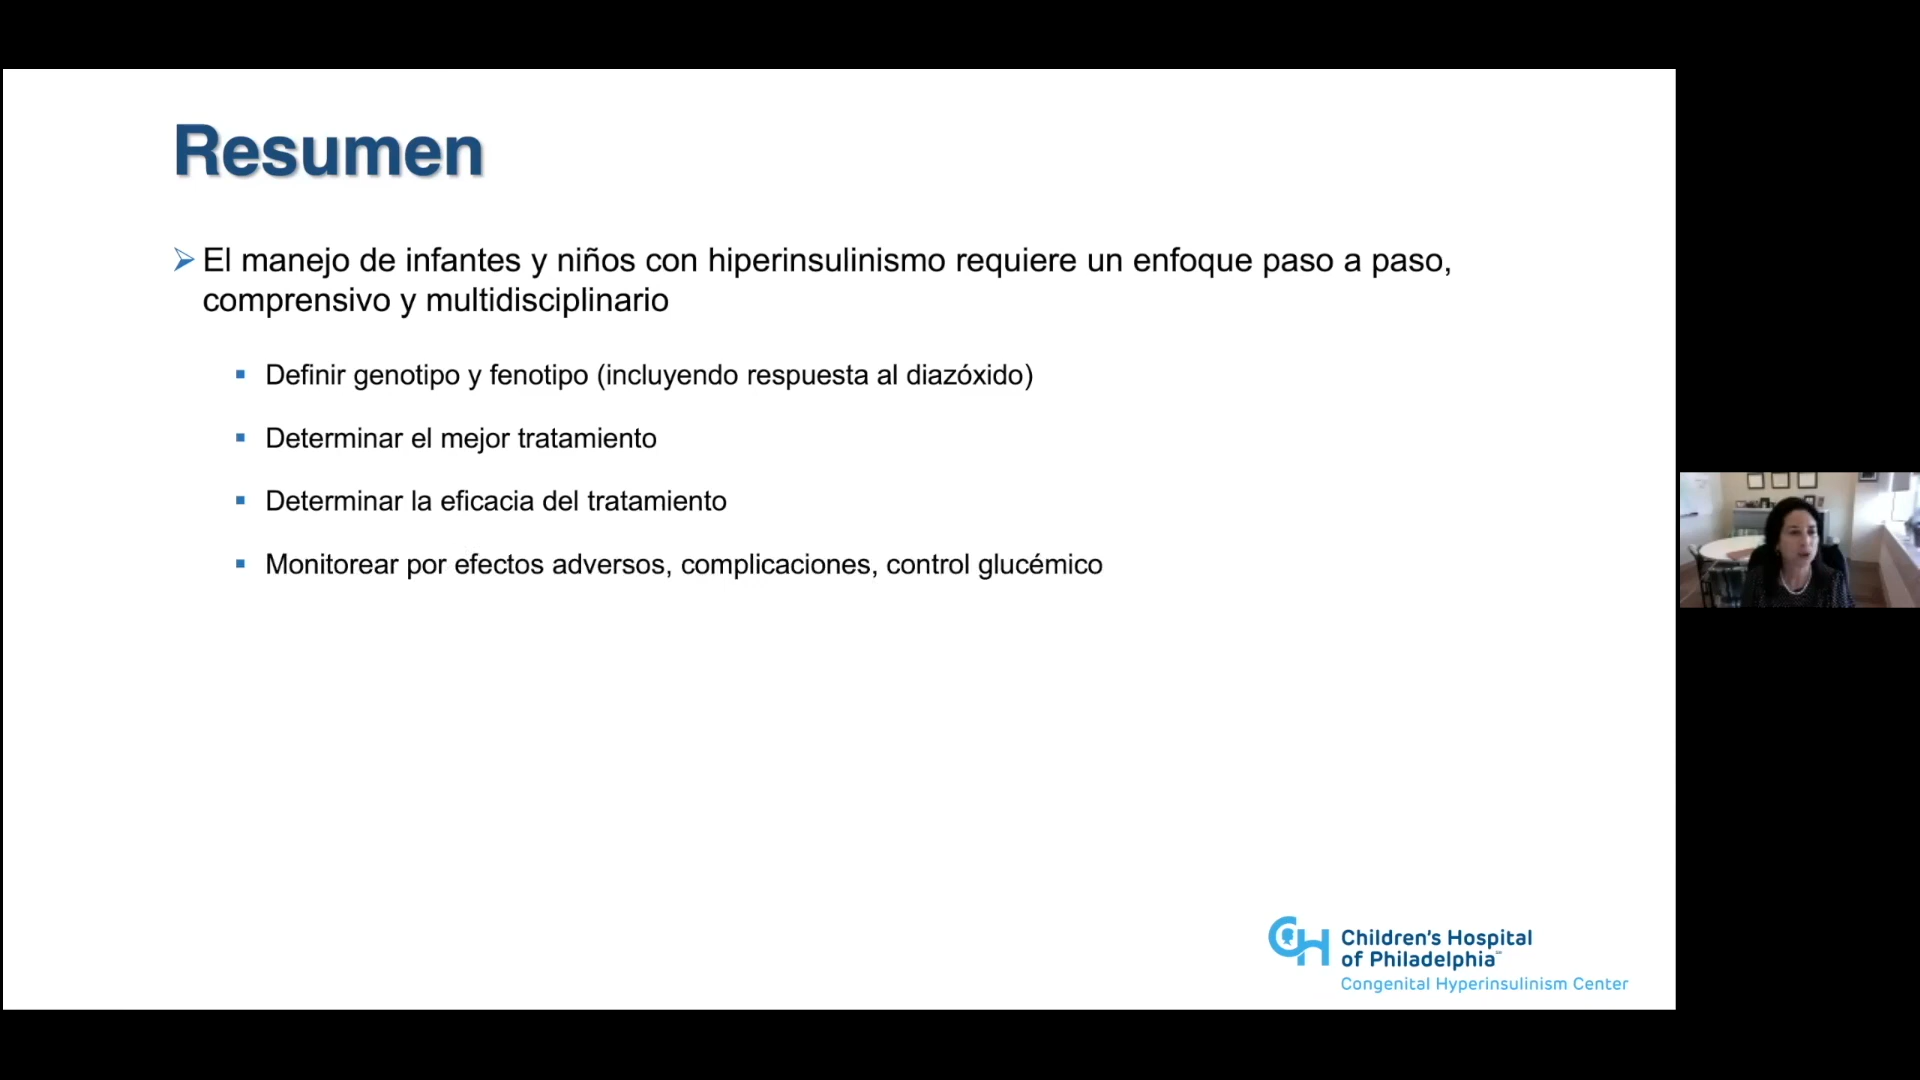 Resumen
El manejo de infantes y niños con hiperinsulinismo requiere un enfoque paso a paso,
comprensivo y multidisciplinario
Definir genotipo y fenotipo (incluyendo respuesta al diazóxido)
Determinar el mejor tratamiento
Determinar la eficacia del tratamiento
Monitorear por efectos adversos, complicaciones, control glucémico
Children's Hospital
of Philadelphia
Congenital Hyperinsulinism Center